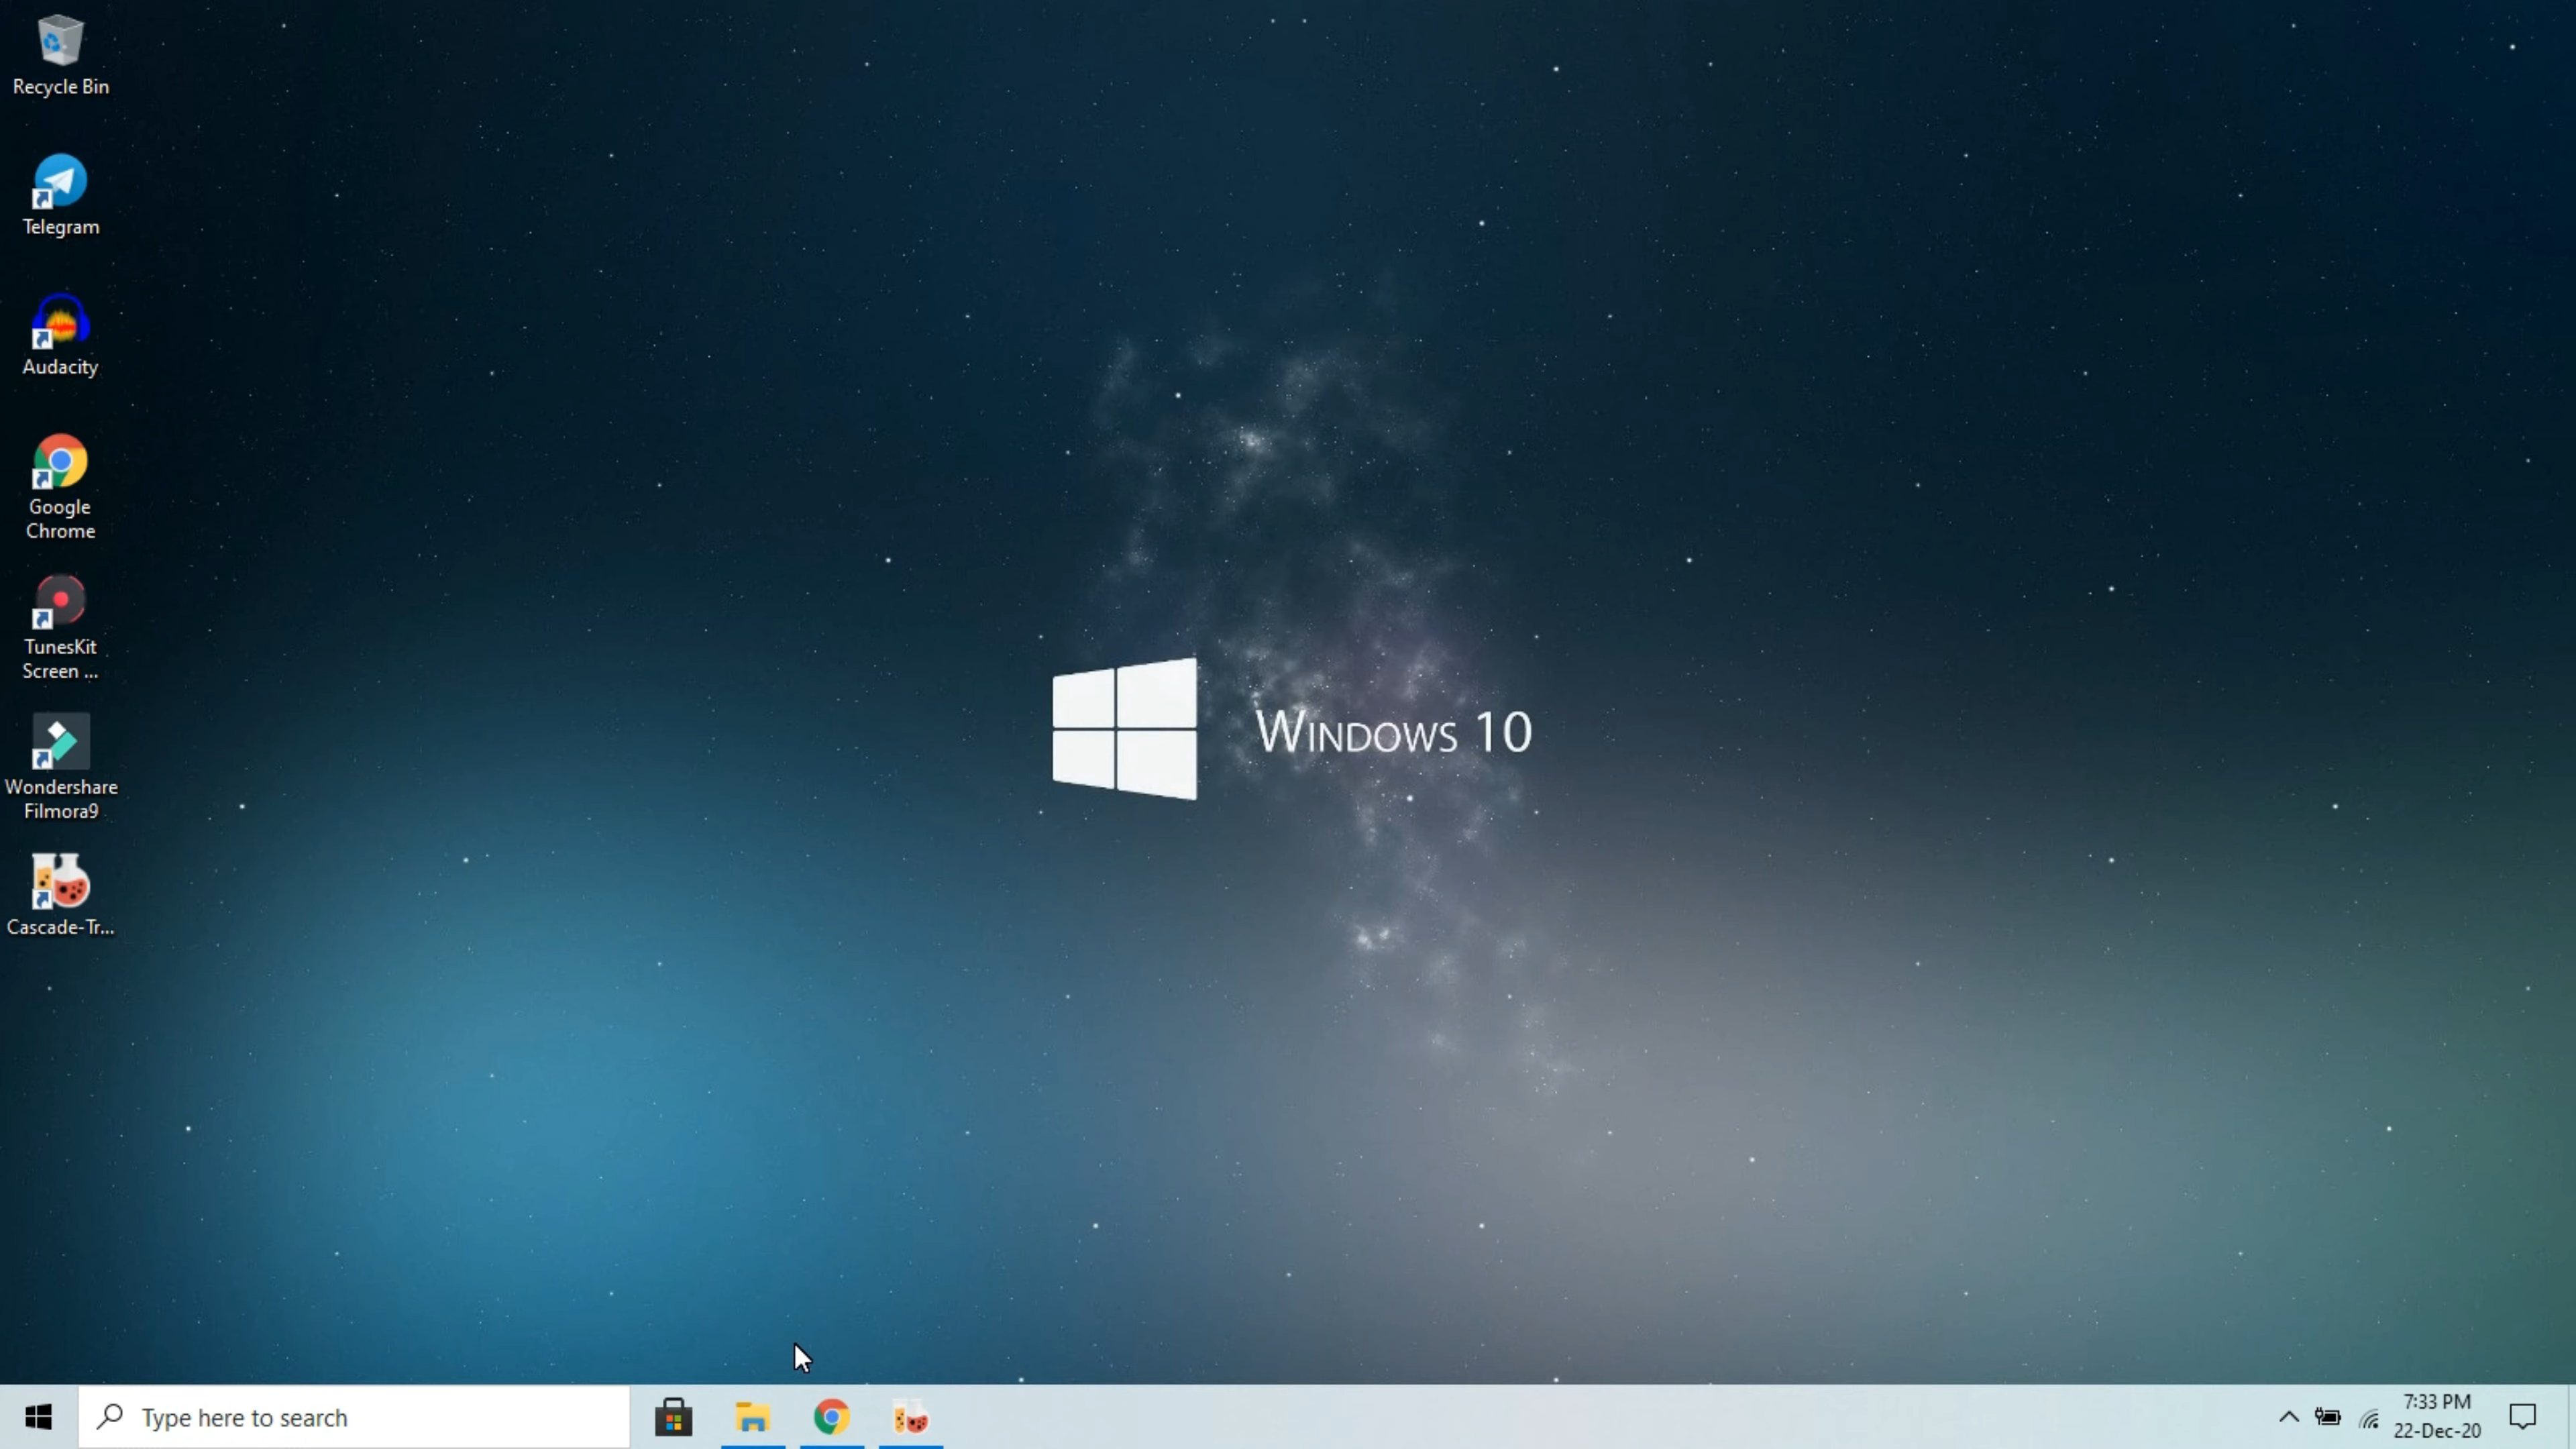 Recycle Bin
Telegram
Audacity
Google
Chrome
TunesKit
Screen ...
Wondershare
Filmora9
Cascade-Tr...
Windows 10
Type here to search
7:33 PM
22-Dec-20